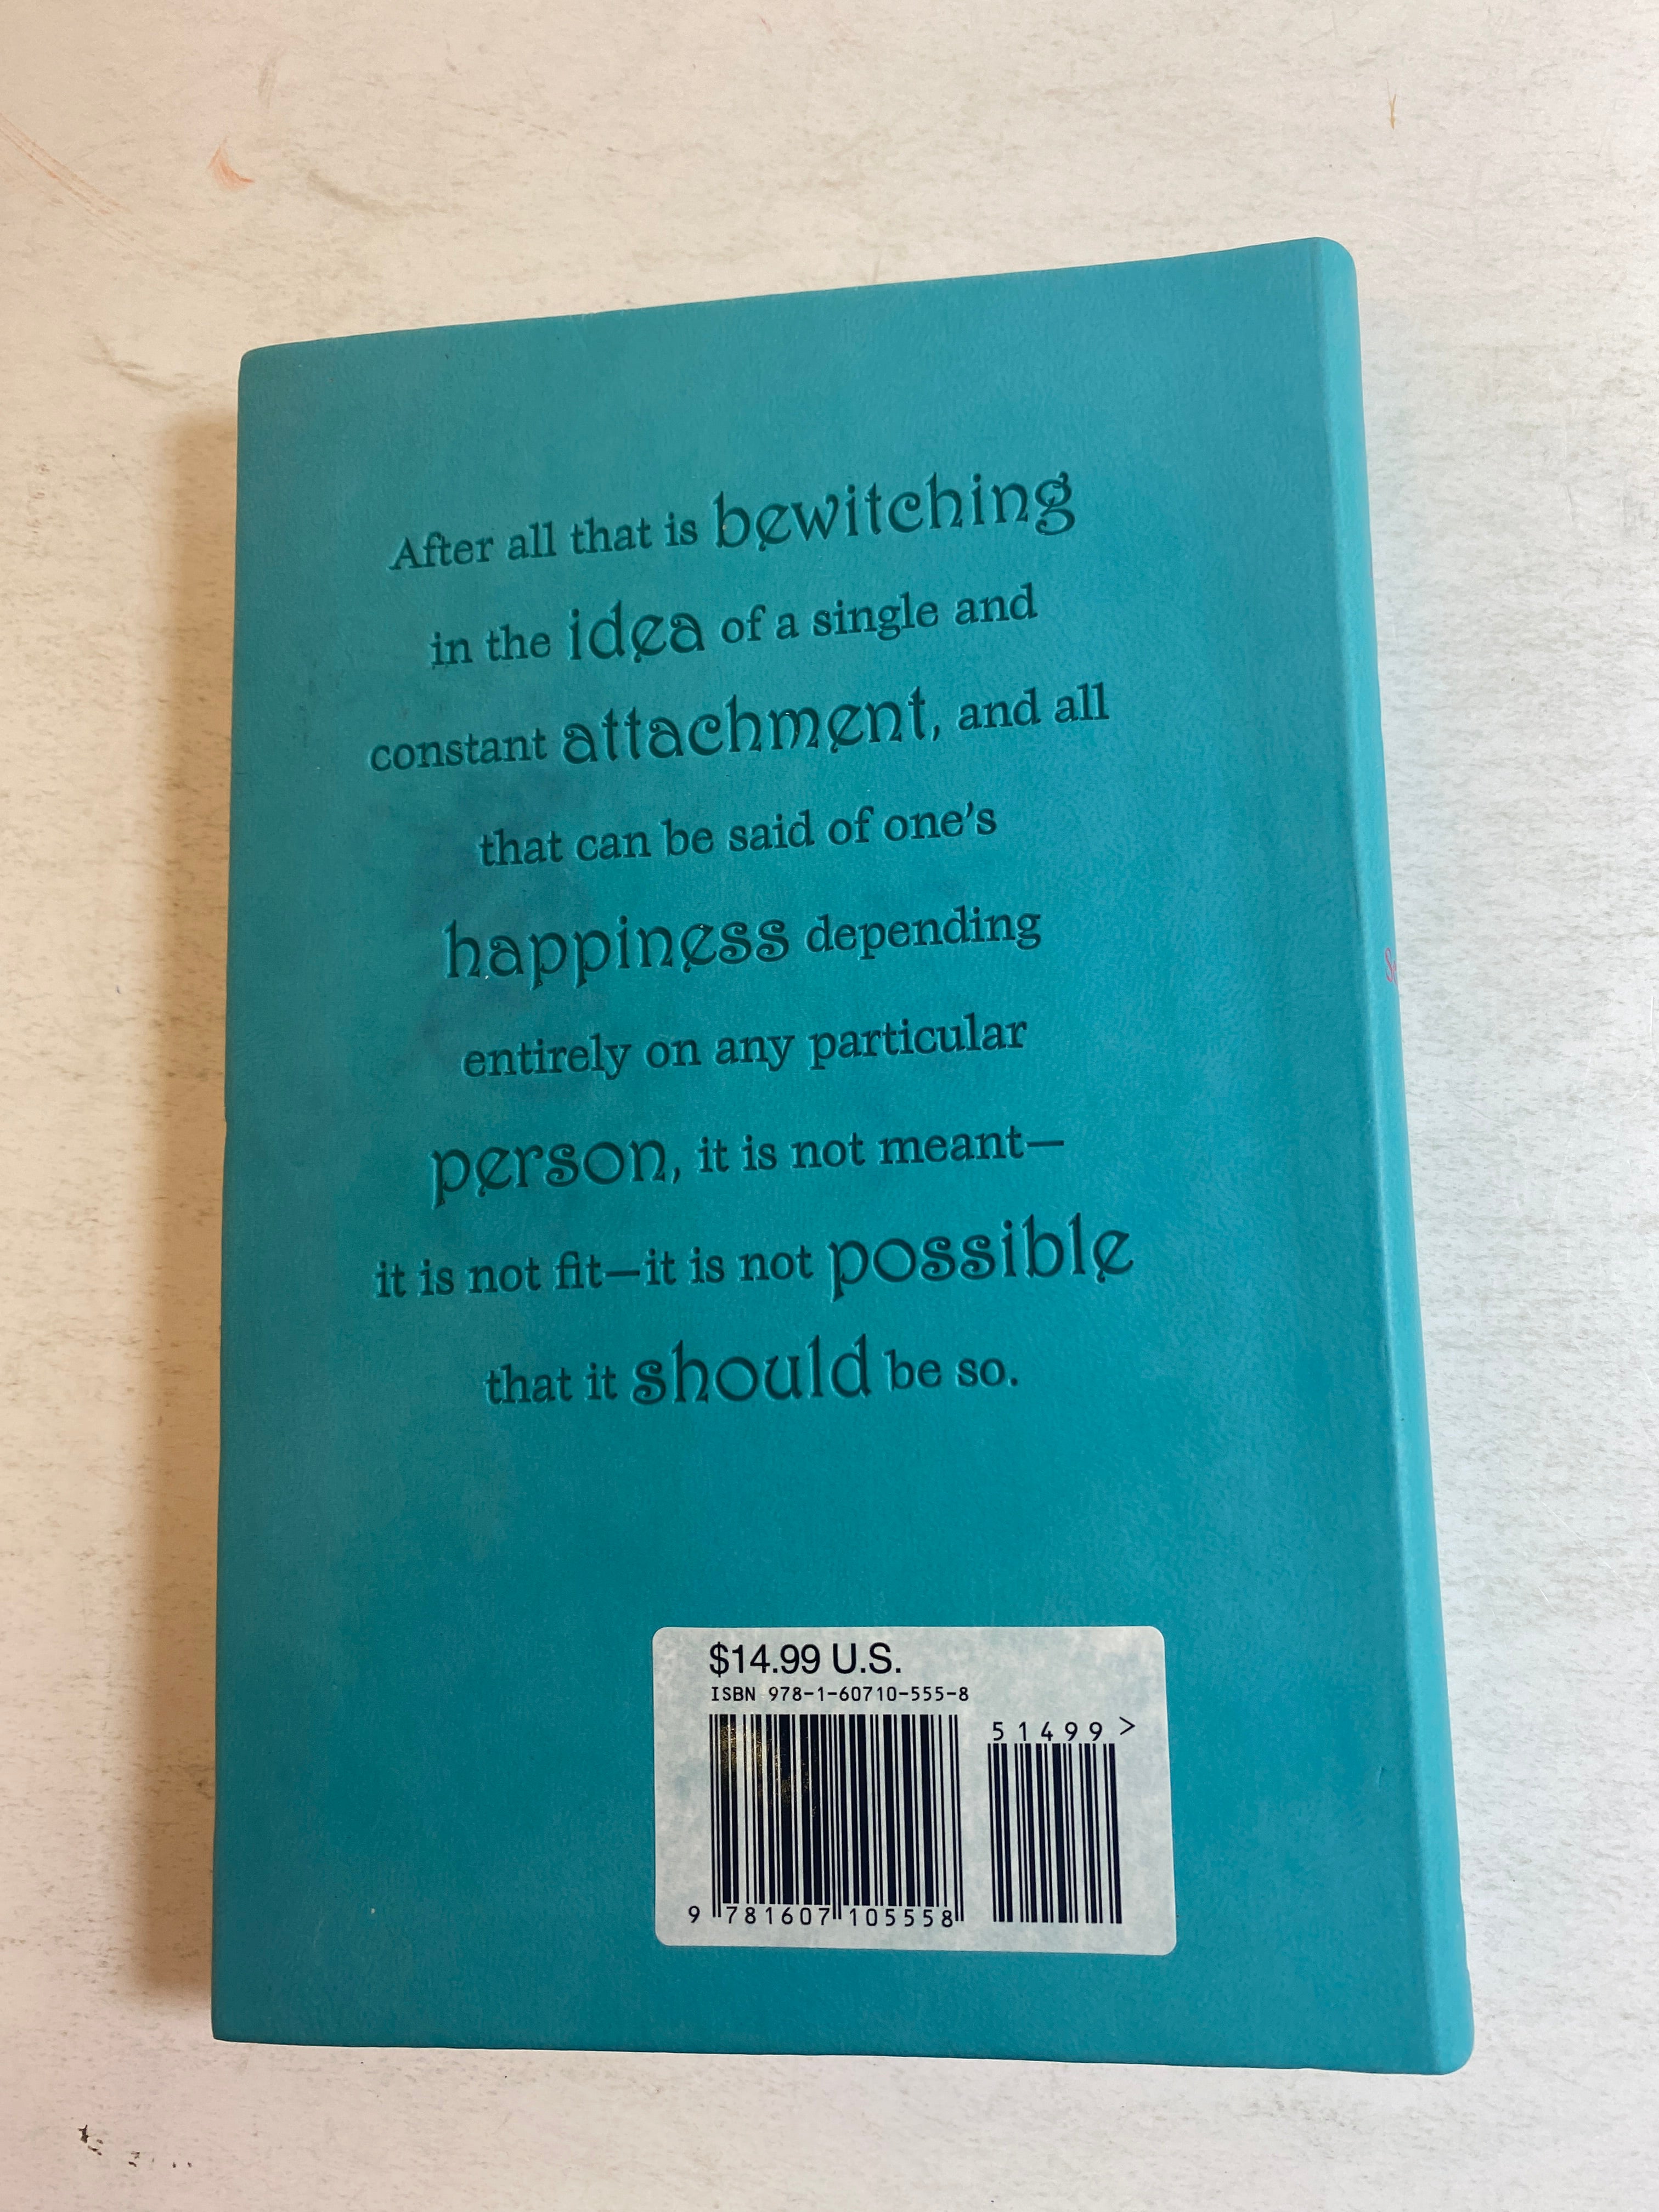 After all that is bewitching
in the idea of a single and
constant attachment, and all
that can be said of one's
happiness depending
entirely on any particular
person, it is not meant—
it is not fit—it is not possible
that it should be so.
$14.99 U.S.
ISBN 978-1-60710-555-8
51499>
9 781607 105558